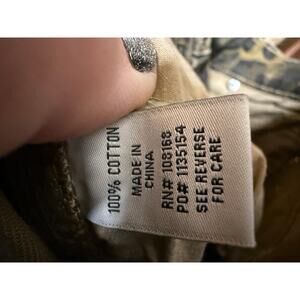 100% COTTON
MADE IN
CHINA
RN# 108168
PO# 1135154
SEE REVERSE
FOR CARE